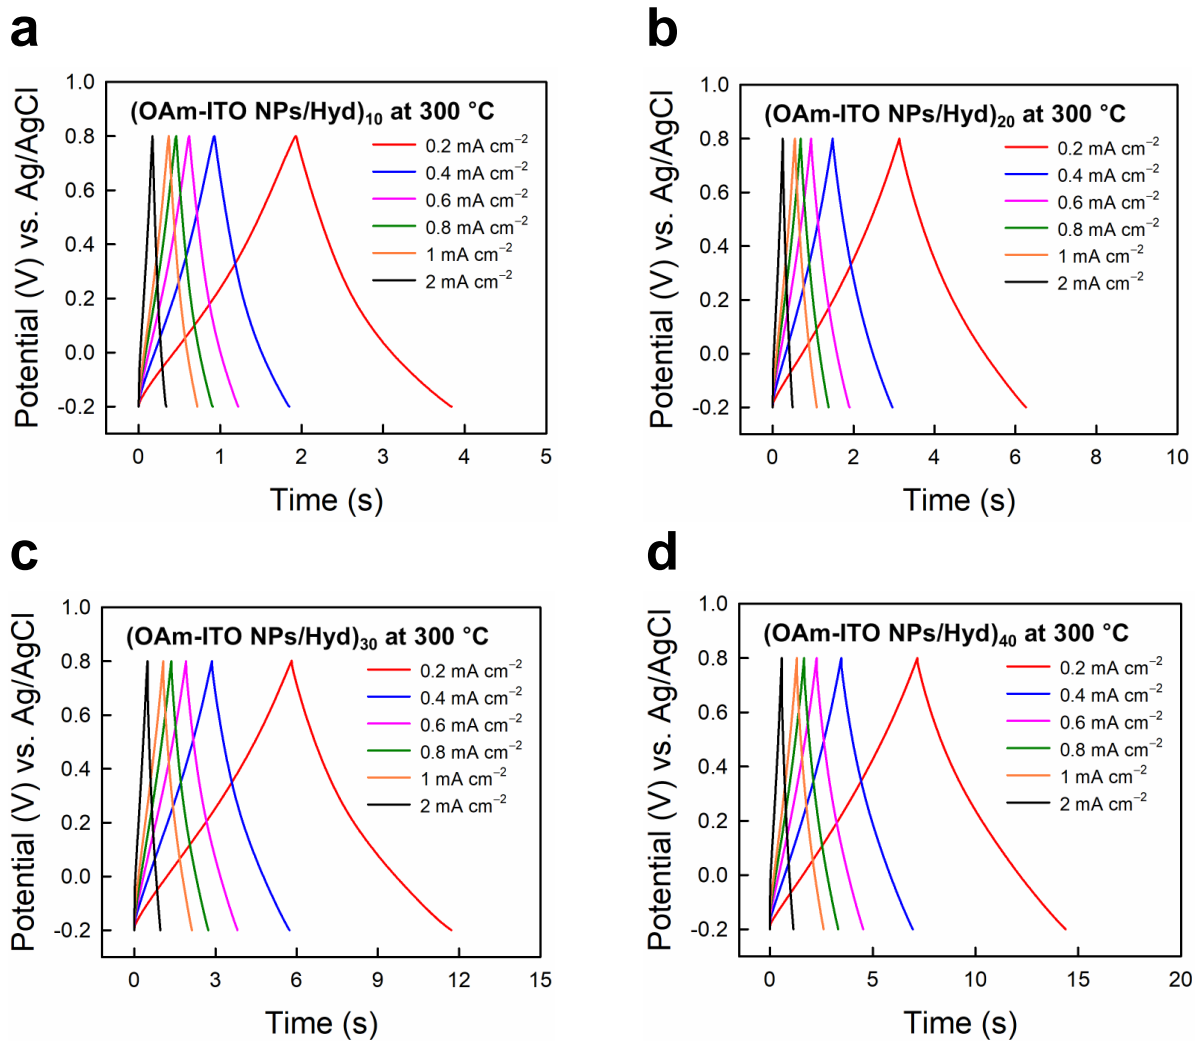 a
(OAm-ITO NPs/Hyd)₁₀ at 300 °C
Potential (V) vs. Ag/AgCl
1.0
0.8
0.6
0.4
0.2
0.0
-0.2
0.2 mA cm⁻²
0.4 mA cm⁻²
0.6 mA cm⁻²
0.8 mA cm⁻²
1 mA cm⁻²
2 mA cm⁻²
0 1 2 3 4 5
Time (s)
b
(OAm-ITO NPs/Hyd)₂₀ at 300 °C
Potential (V) vs. Ag/AgCl
1.0
0.8
0.6
0.4
0.2
0.0
-0.2
0.2 mA cm⁻²
0.4 mA cm⁻²
0.6 mA cm⁻²
0.8 mA cm⁻²
1 mA cm⁻²
2 mA cm⁻²
0 2 4 6 8 10
Time (s)
c
(OAm-ITO NPs/Hyd)₃₀ at 300 °C
Potential (V) vs. Ag/AgCl
1.0
0.8
0.6
0.4
0.2
0.0
-0.2
0.2 mA cm⁻²
0.4 mA cm⁻²
0.6 mA cm⁻²
0.8 mA cm⁻²
1 mA cm⁻²
2 mA cm⁻²
0 3 6 9 12 15
Time (s)
d
(OAm-ITO NPs/Hyd)₄₀ at 300 °C
Potential (V) vs. Ag/AgCl
1.0
0.8
0.6
0.4
0.2
0.0
-0.2
0.2 mA cm⁻²
0.4 mA cm⁻²
0.6 mA cm⁻²
0.8 mA cm⁻²
1 mA cm⁻²
2 mA cm⁻²
0 5 10 15 20
Time (s)